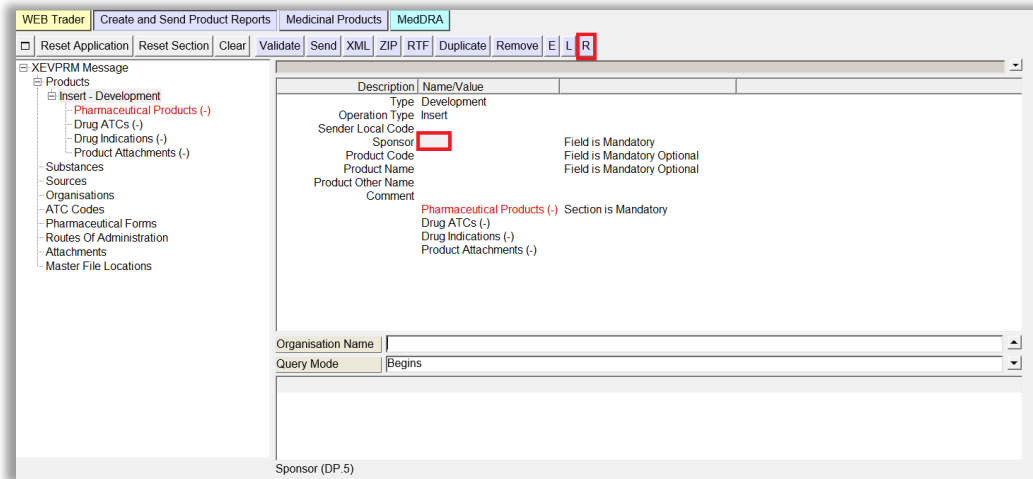 WEB Trader Create and Send Product Reports Medicinal Products MedDRA
Reset Application Reset Section Clear Validate Send XML ZIP RTF Duplicate Remove E L R
XEVPRM Message
Products
Insert - Development
Pharmaceutical Products (-)
Drug ATCs (-)
Drug Indications (-)
Product Attachments (-)
Substances
Sources
Organisations
ATC Codes
Pharmaceutical Forms
Routes Of Administration
Attachments
Master File Locations
Description Name/Value
Type Development
Operation Type Insert
Sender Local Code
Sponsor Field is Mandatory
Product Code Field is Mandatory Optional
Product Name Field is Mandatory Optional
Product Other Name
Comment
Pharmaceutical Products (-) Section is Mandatory
Drug ATCs (-)
Drug Indications (-)
Product Attachments (-)
Organisation Name
Query Mode Begins
Sponsor (DP.5)